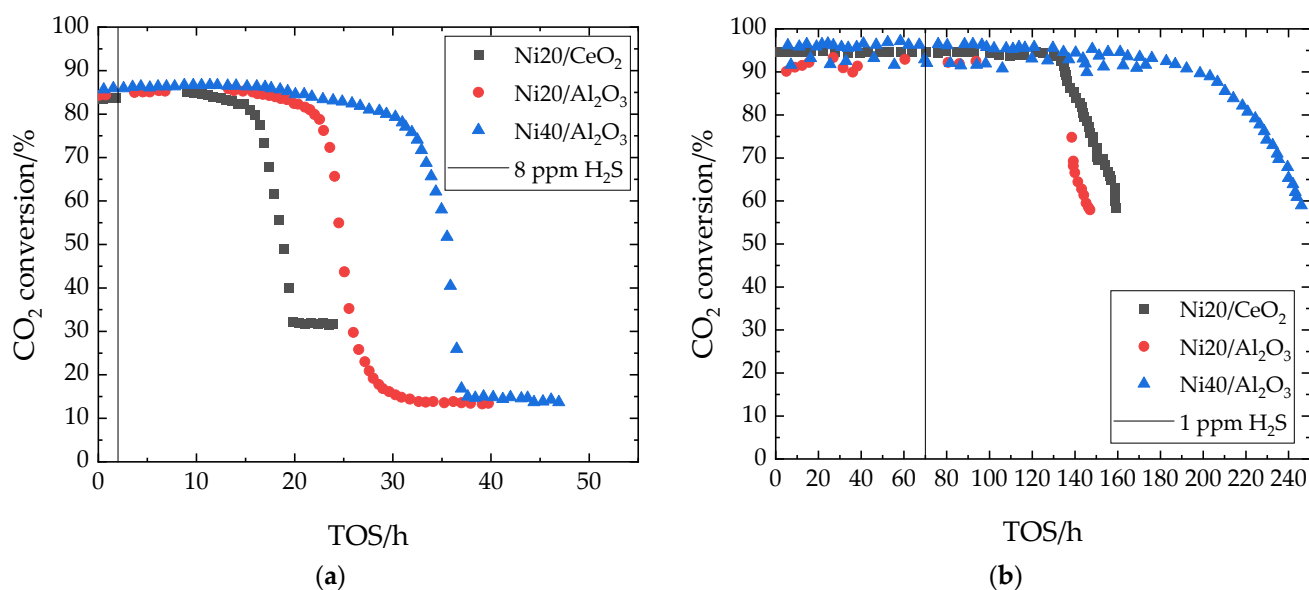 100
90
80
70
60
50
40
30
20
10
0
CO₂ conversion/%
0 10 20 30 40 50
TOS/h
Ni20/CeO₂
Ni20/Al₂O₃
Ni40/Al₂O₃
8 ppm H₂S
(a)
100
90
80
70
60
50
40
30
20
10
0
CO₂ conversion/%
0 20 40 60 80 100 120 140 160 180 200 220 240
TOS/h
Ni20/CeO₂
Ni20/Al₂O₃
Ni40/Al₂O₃
1 ppm H₂S
(b)